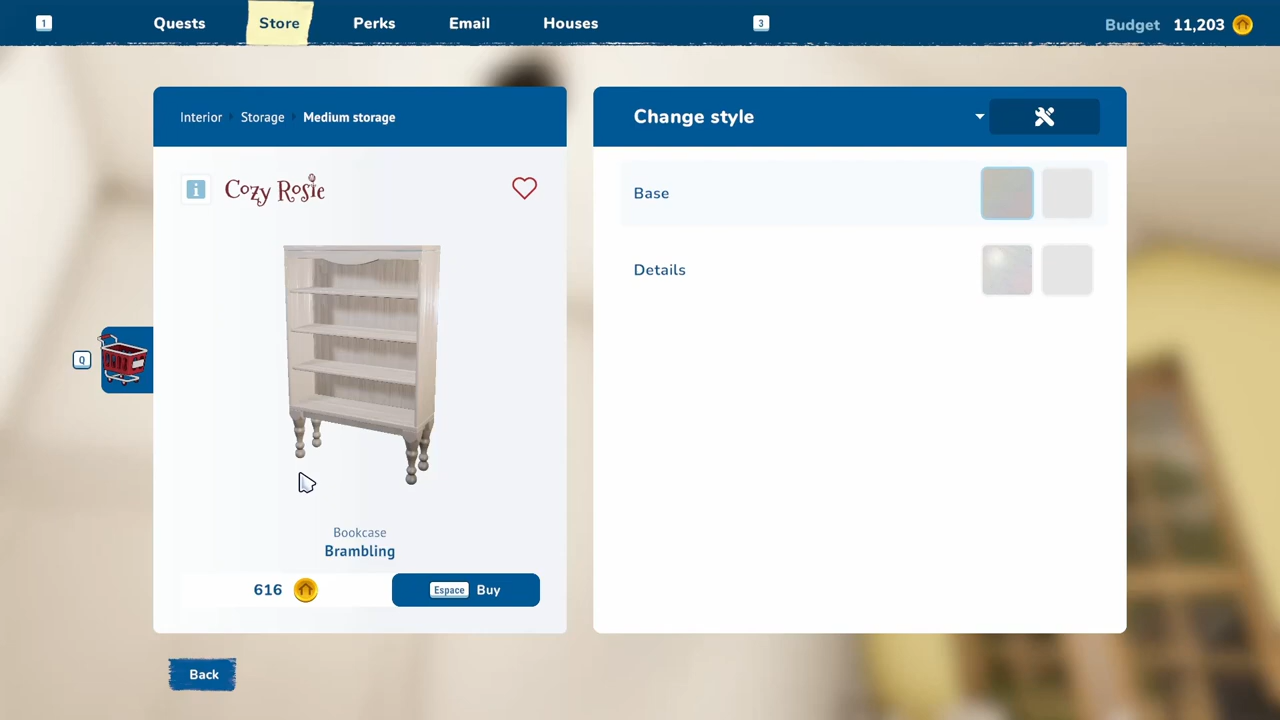 1 Quests Store Perks Email Houses 3 Budget 11,203
Interior Storage Medium storage
Change style
i Cozy Rosie
Base
Details
Q
Bookcase
Brambling
616 Espace Buy
Back